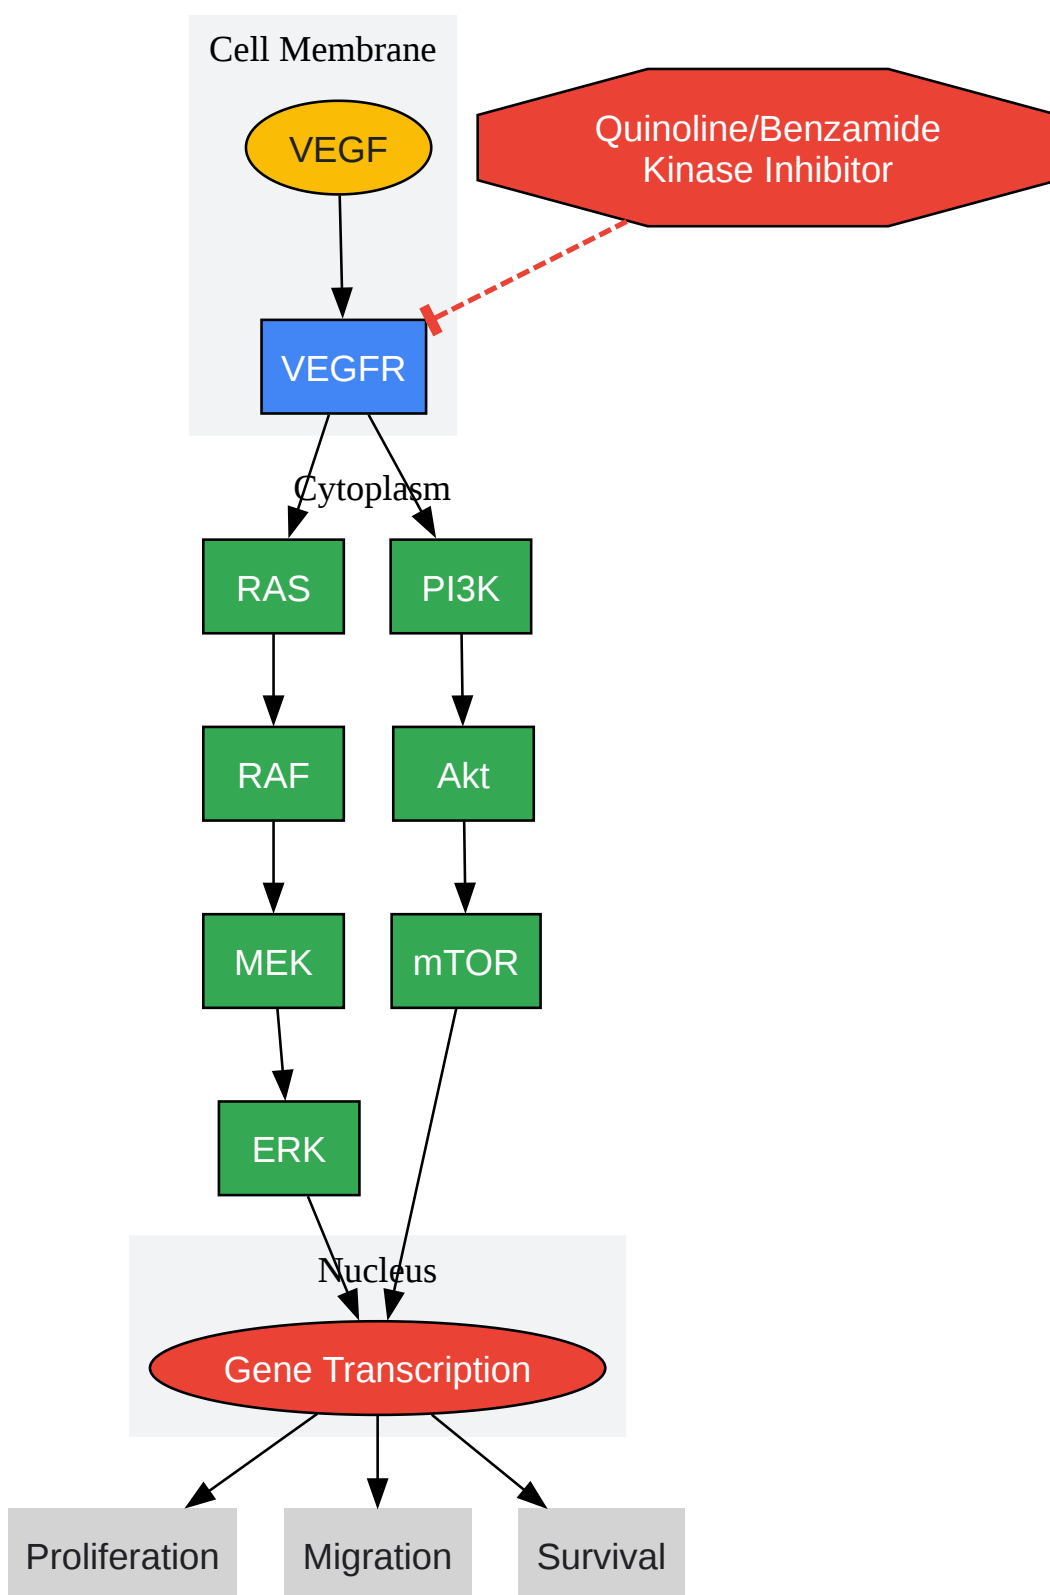 Cell Membrane
VEGF
Quinoline/Benzamide
Kinase Inhibitor
VEGFR
Cytoplasm
RAS
PI3K
RAF
Akt
MEK
mTOR
ERK
Nucleus
Gene Transcription
Proliferation
Migration
Survival